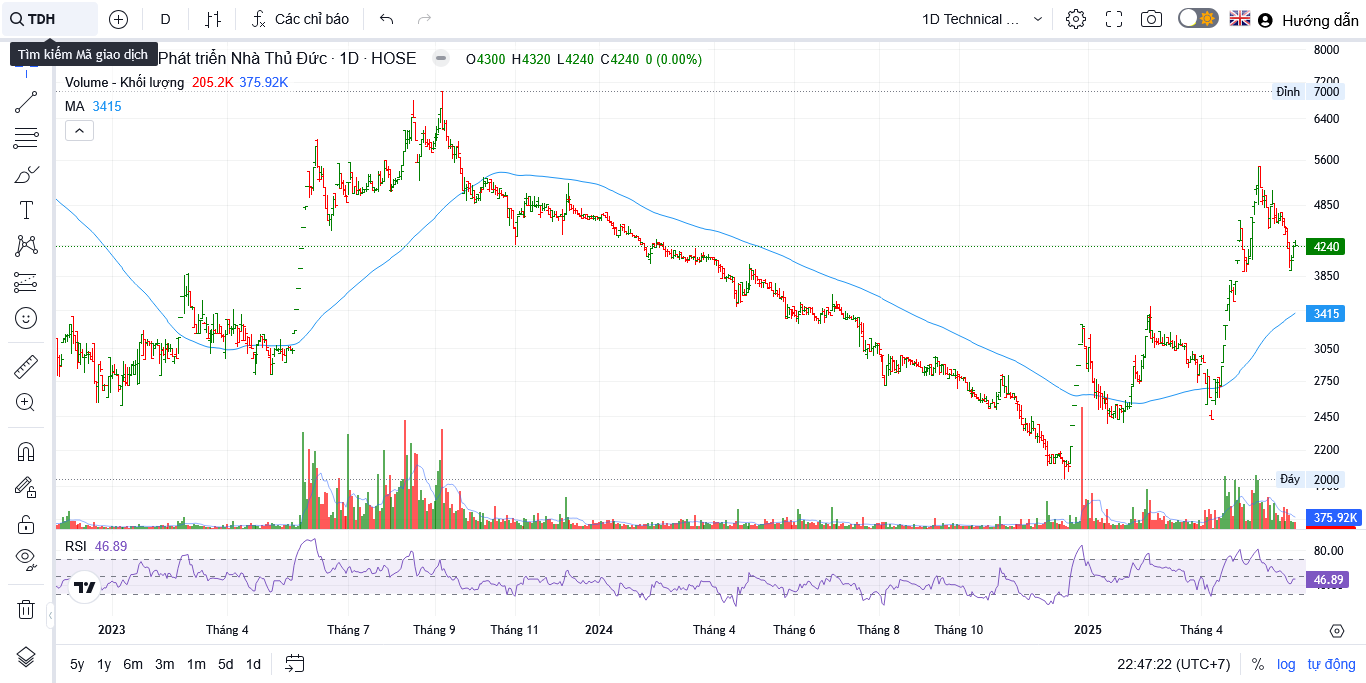 TDH D Các chỉ báo 1D Technical ... Hướng dẫn
Tìm kiếm Mã giao dịch
Phát triển Nhà Thủ Đức · 1D · HOSE O4300 H4320 L4240 C4240 0 (0.00%)
Volume - Khối lượng 205.2K 375.92K
MA 3415
8000
7200
Đỉnh 7000
6400
5600
4850
4240
3850
3415
3050
2750
2450
2200
Đáy 2000
375.92K
RSI 46.89
80.00
46.89
2023 Tháng 4 Tháng 7 Tháng 9 Tháng 11 2024 Tháng 4 Tháng 6 Tháng 8 Tháng 10 2025 Tháng 4
5y 1y 6m 3m 1m 5d 1d 22:47:22 (UTC+7) % log tự động